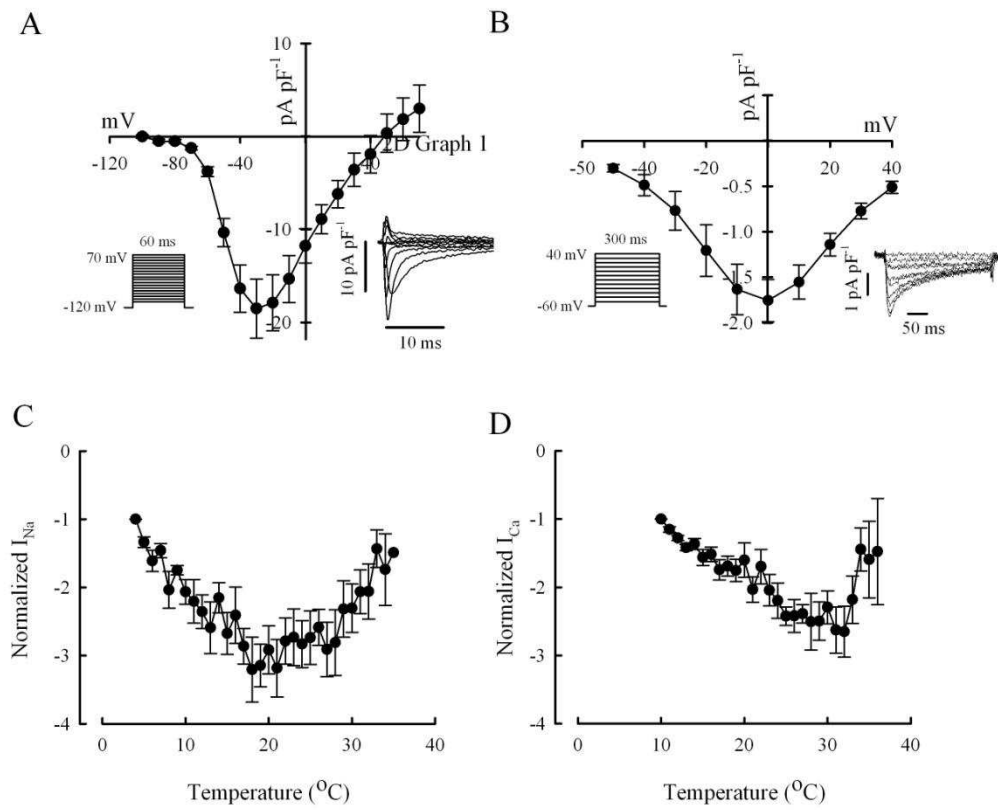 A
10
pA pF-1
mV
-120
-80
-40
40
2D Graph 1
-10
-20
60 ms
70 mV
-120 mV
10 pA pF-1
10 ms
B
pA pF-1
mV
-50
-40
-20
20
40
-0.5
-1.0
-1.5
-2.0
300 ms
40 mV
-60 mV
1 pA pF-1
50 ms
C
0
-1
-2
-3
-4
Normalized INa
0
10
20
30
40
Temperature (oC)
D
0
-1
-2
-3
-4
Normalized ICa
0
10
20
30
40
Temperature (oC)